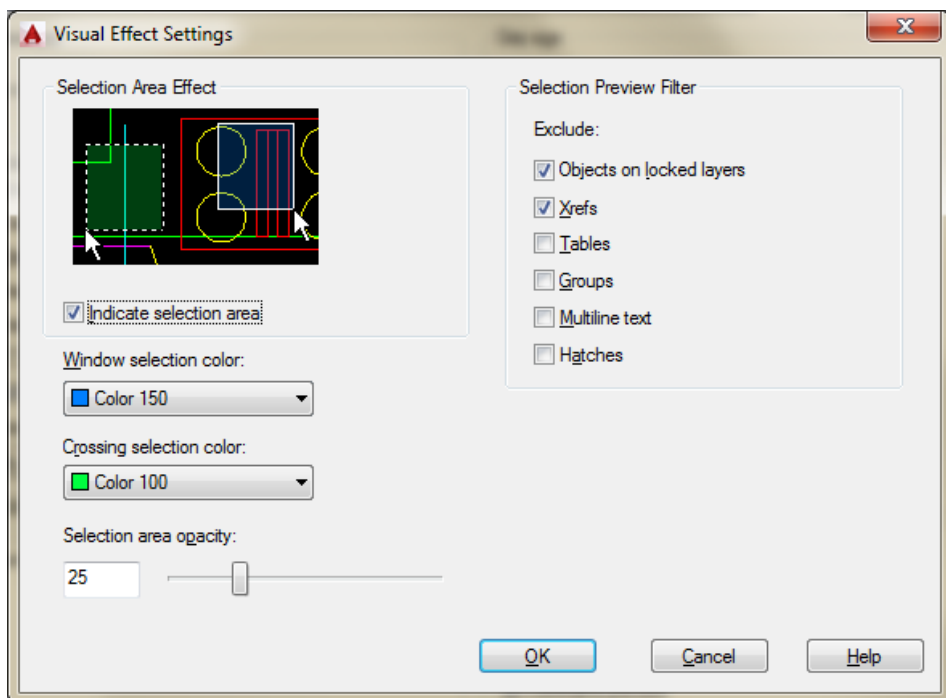 Visual Effect Settings
Selection Area Effect
Indicate selection area
Window selection color:
Color 150
Crossing selection color:
Color 100
Selection area opacity:
25
Selection Preview Filter
Exclude:
Objects on locked layers
Xrefs
Tables
Groups
Multiline text
Hatches
OK
Cancel
Help